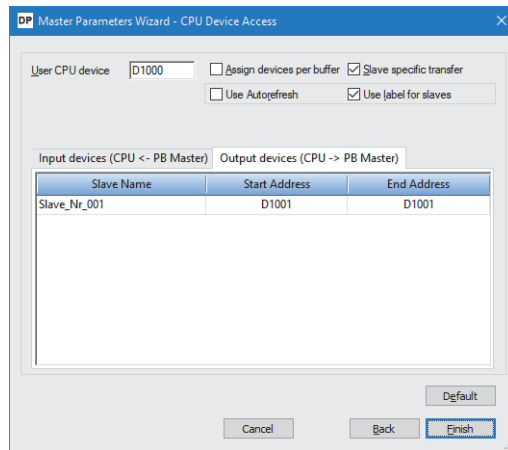 DP Master Parameters Wizard - CPU Device Access
User CPU device D1000 Assign devices per buffer Slave specific transfer
Use Autorefresh Use label for slaves
Input devices (CPU <- PB Master) Output devices (CPU -> PB Master)
Slave Name Start Address End Address
Slave_Nr_001 D1001 D1001
Default
Cancel Back Finish